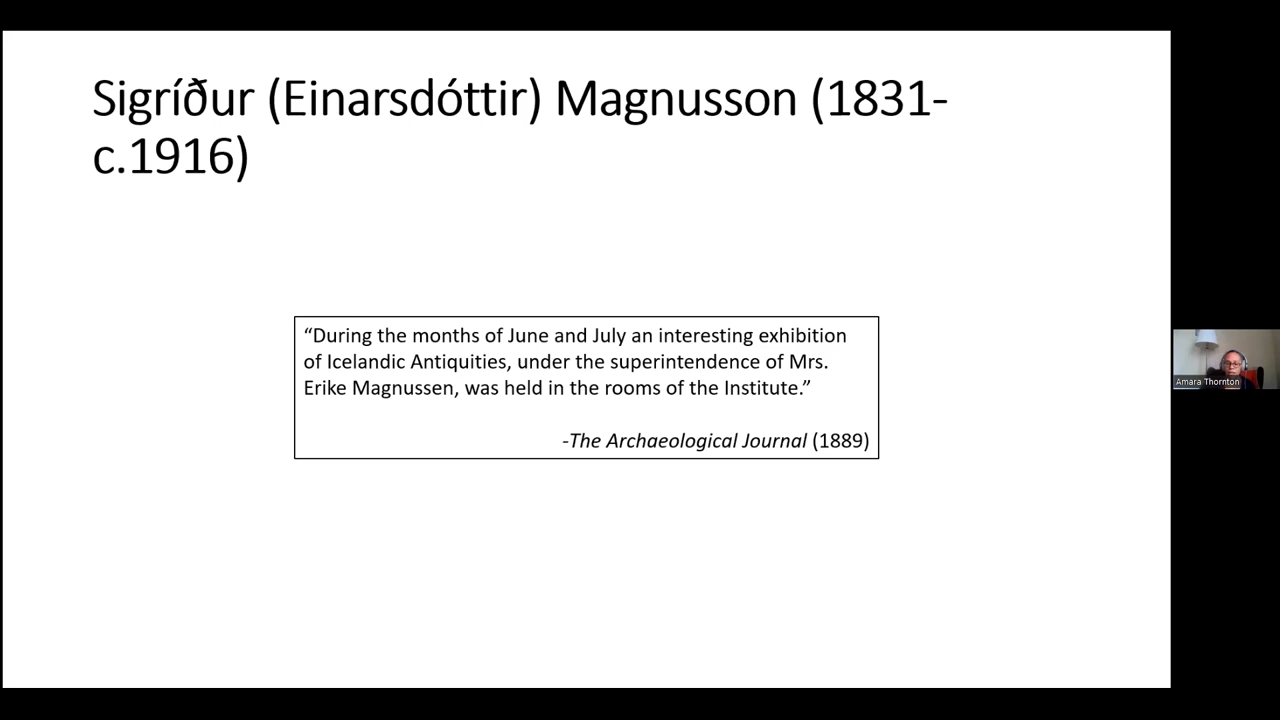 Sigríður (Einarsdóttir) Magnusson (1831-
c.1916)
“During the months of June and July an interesting exhibition
of Icelandic Antiquities, under the superintendence of Mrs.
Erike Magnussen, was held in the rooms of the Institute.”
-The Archaeological Journal (1889)
Amara Thornton